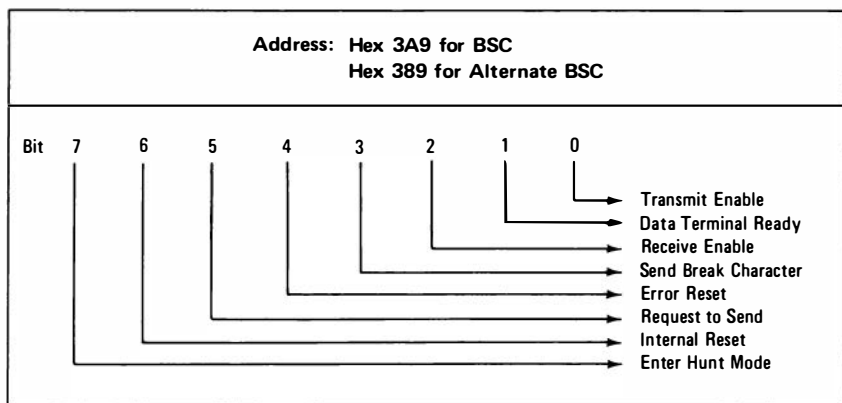 Address: Hex 3A9 for BSC
Hex 389 for Alternate BSC
Bit 7 6 5 4 3 2 1 0
Transmit Enable
Data Terminal Ready
Receive Enable
Send Break Character
Error Reset
Request to Send
Internal Reset
Enter Hunt Mode